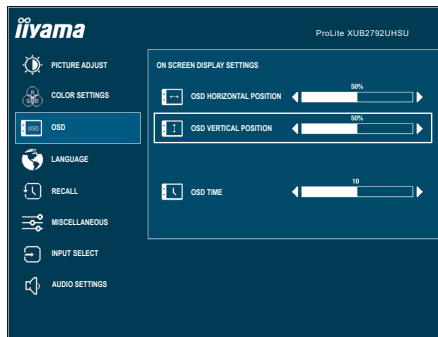 iiyama
ProLite XUB2792UHSU
PICTURE ADJUST
COLOR SETTINGS
OSD
OSD
LANGUAGE
RECALL
MISCELLANEOUS
INPUT SELECT
AUDIO SETTINGS
ON SCREEN DISPLAY SETTINGS
OSD HORIZONTAL POSITION
50%
OSD VERTICAL POSITION
50%
OSD TIME
10